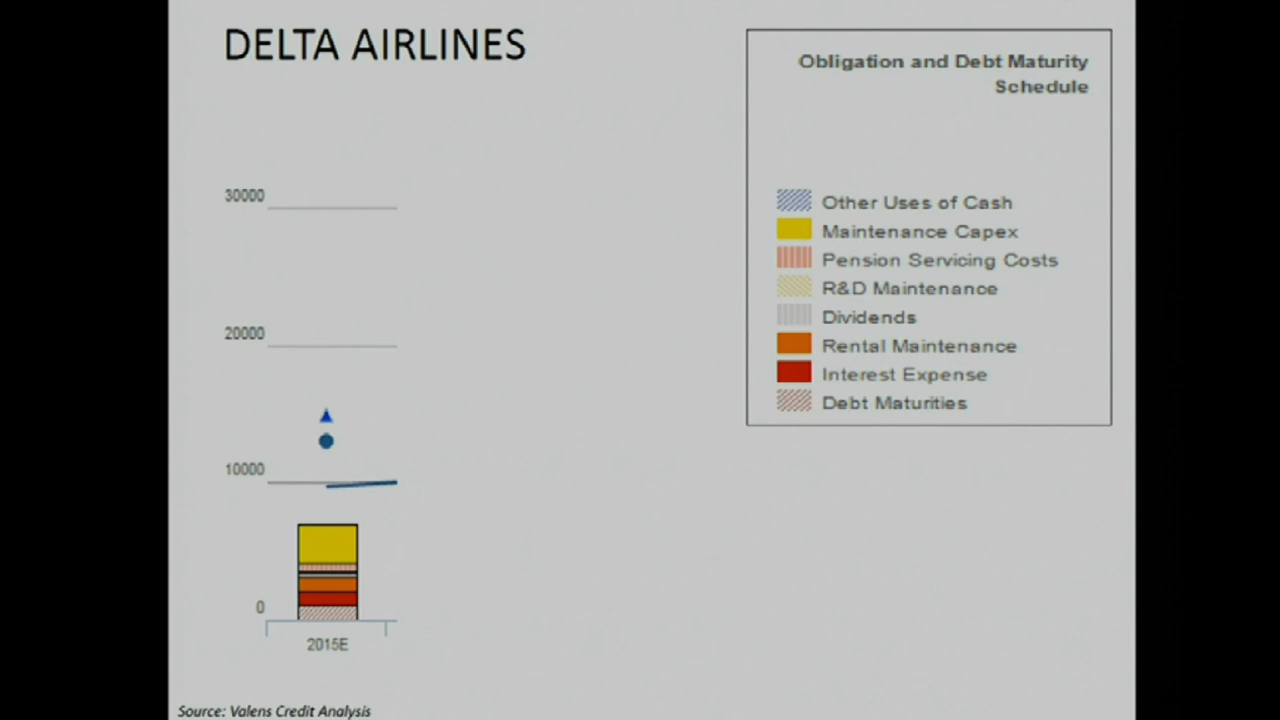 DELTA AIRLINES
Obligation and Debt Maturity
Schedule
Other Uses of Cash
Maintenance Capex
Pension Servicing Costs
R&D Maintenance
Dividends
Rental Maintenance
Interest Expense
Debt Maturities
30000
20000
10000
0
2015E
Source: Valens Credit Analysis